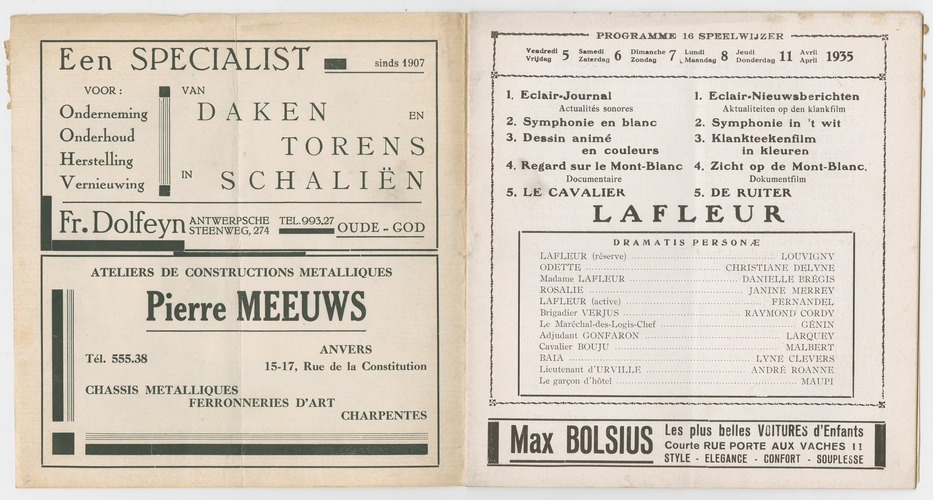 Een SPECIALIST sinds 1907
VOOR :
Onderneming
Onderhoud
Herstelling
Vernieuwing
VAN
DAKEN EN
TORENS
IN SCHALIËN
Fr. Dolfeyn ANTWERPSCHE STEENWEG, 274 TEL. 993,27 OUDE - GOD
ATELIERS DE CONSTRUCTIONS METALLIQUES
Pierre MEEUWS
Tél. 555.38
ANVERS
15-17, Rue de la Constitution
CHASSIS METALLIQUES
FERRONNERIES D'ART
CHARPENTES
PROGRAMME 16 SPEELWIJZER
Vendredi Vrijdag 5 Samedi Zaterdag 6 Dimanche Zondag 7 Lundi Maandag 8 Jeudi Donderdag 11 Avril April 1935
1. Eclair-Journal
Actualités sonores
2. Symphonie en blanc
3. Dessin animé
en couleurs
4. Regard sur le Mont-Blanc
Documentaire
5. LE CAVALIER
1. Eclair-Nieuwsberichten
Aktualiteiten op den klankfilm
2. Symphonie in 't wit
3. Klankteekenfilm
in kleuren
4. Zicht op de Mont-Blanc.
Dokumentfilm
5. DE RUITER
LAFLEUR
DRAMATIS PERSONÆ
LAFLEUR (réserve) LOUVIGNY
ODETTE CHRISTIANE DELYNE
Madame LAFLEUR DANIELLE BRÉGIS
ROSALIE JANINE MERREY
LAFLEUR (active) FERNANDEL
Brigadier VERJUS RAYMOND CORDY
Le Maréchal-des-Logis-Chef GÉNIN
Adjudant GONFARON LARQUEY
Cavalier BOUJU MALBERT
BAIA LYNE CLEVERS
Lieutenant d'URVILLE ANDRÉ ROANNE
Le garçon d'hôtel MAUPI
Max BOLSIUS
Les plus belles VOITURES d'Enfants
Courte RUE PORTE AUX VACHES 11
STYLE - ELEGANCE - CONFORT - SOUPLESSE